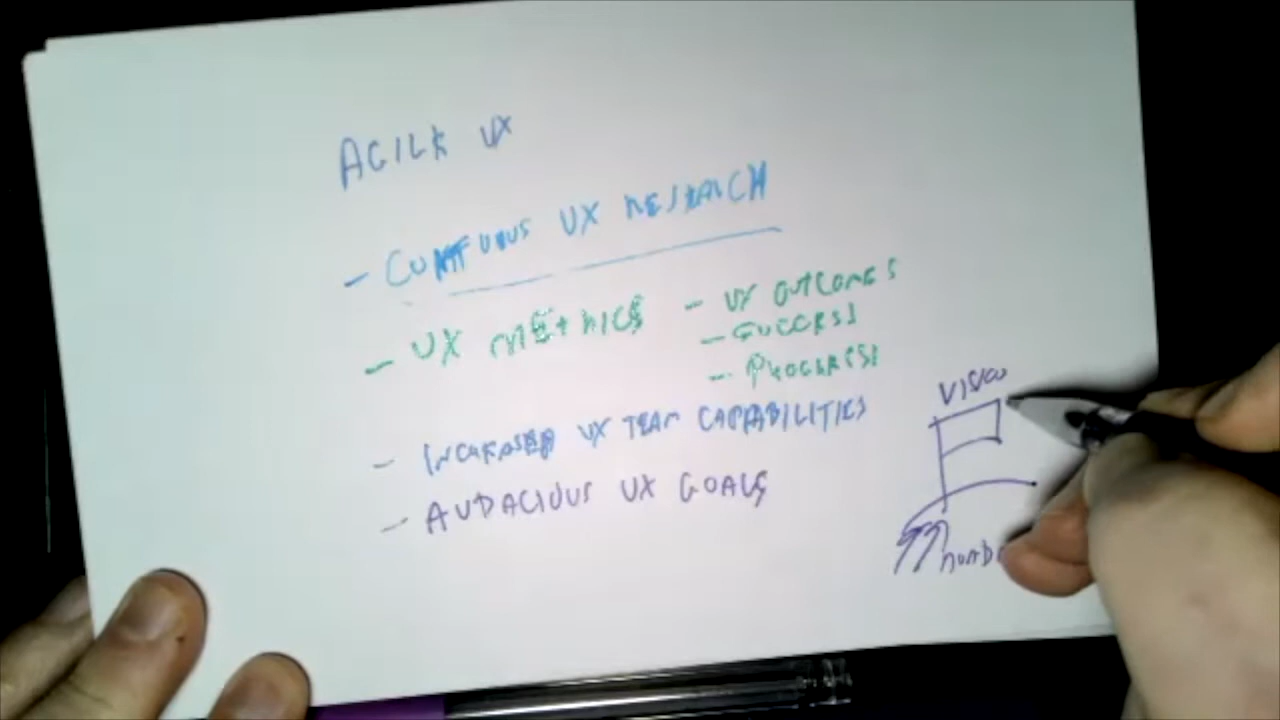 AGILE UX
- CONTINUOUS UX RESEARCH
- UX METRICS
- UX OUTCOMES
- SUCCESS
- PROGRESS
- INCREASED UX TEAM CAPABILITIES
- AUDACIOUS UX GOALS
VISION